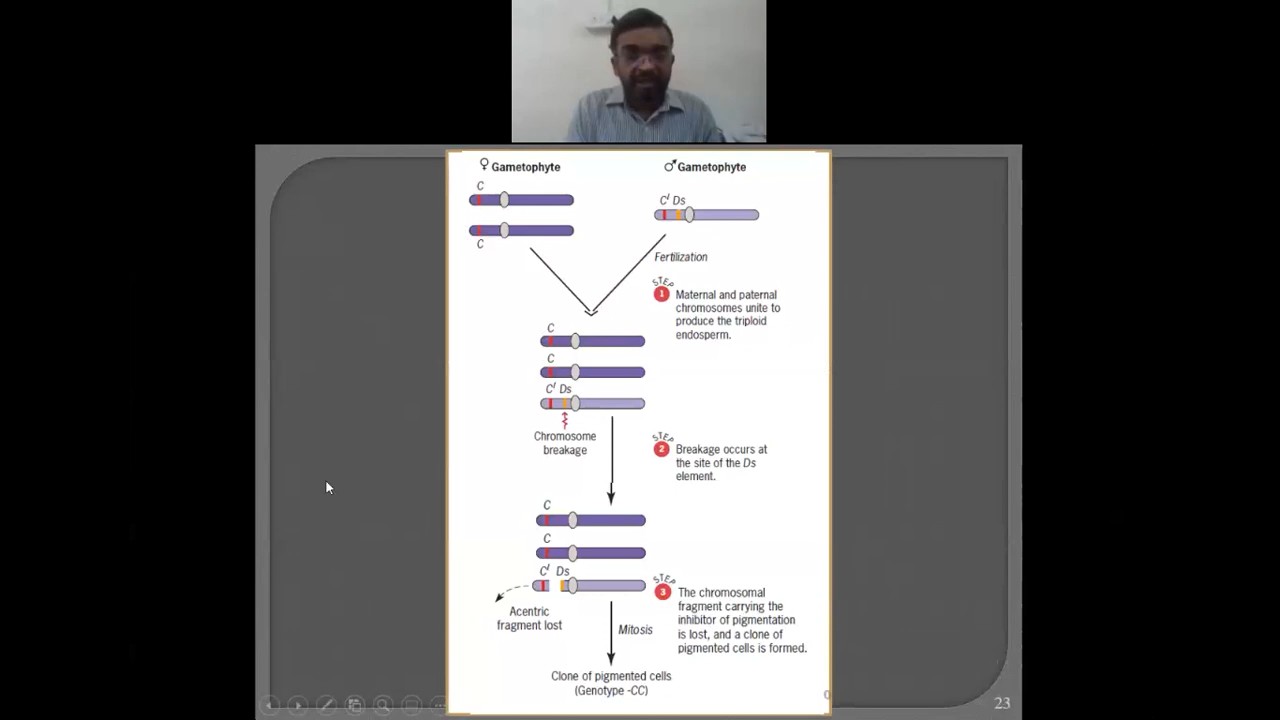 ♀ Gametophyte
♂ Gametophyte
C
C
Cᴵ Ds
Fertilization
STEP 1
Maternal and paternal
chromosomes unite to
produce the triploid
endosperm.
C
C
Cᴵ Ds
Chromosome
breakage
STEP 2
Breakage occurs at
the site of the Ds
element.
C
C
Cᴵ Ds
Acentric
fragment lost
STEP 3
The chromosomal
fragment carrying the
inhibitor of pigmentation
is lost, and a clone of
pigmented cells is formed.
Mitosis
Clone of pigmented cells
(Genotype -CC)
23